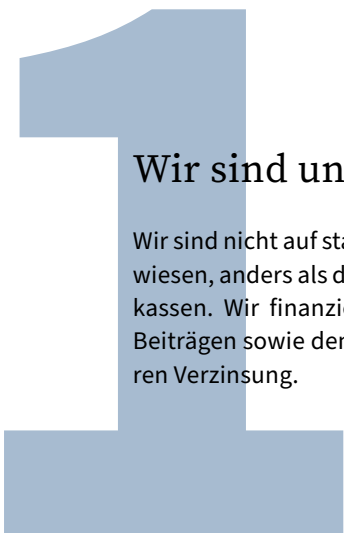 1
Wir sind un
Wir sind nicht auf sta
wiesen, anders als d
kassen. Wir finanzie
Beiträgen sowie der
ren Verzinsung.